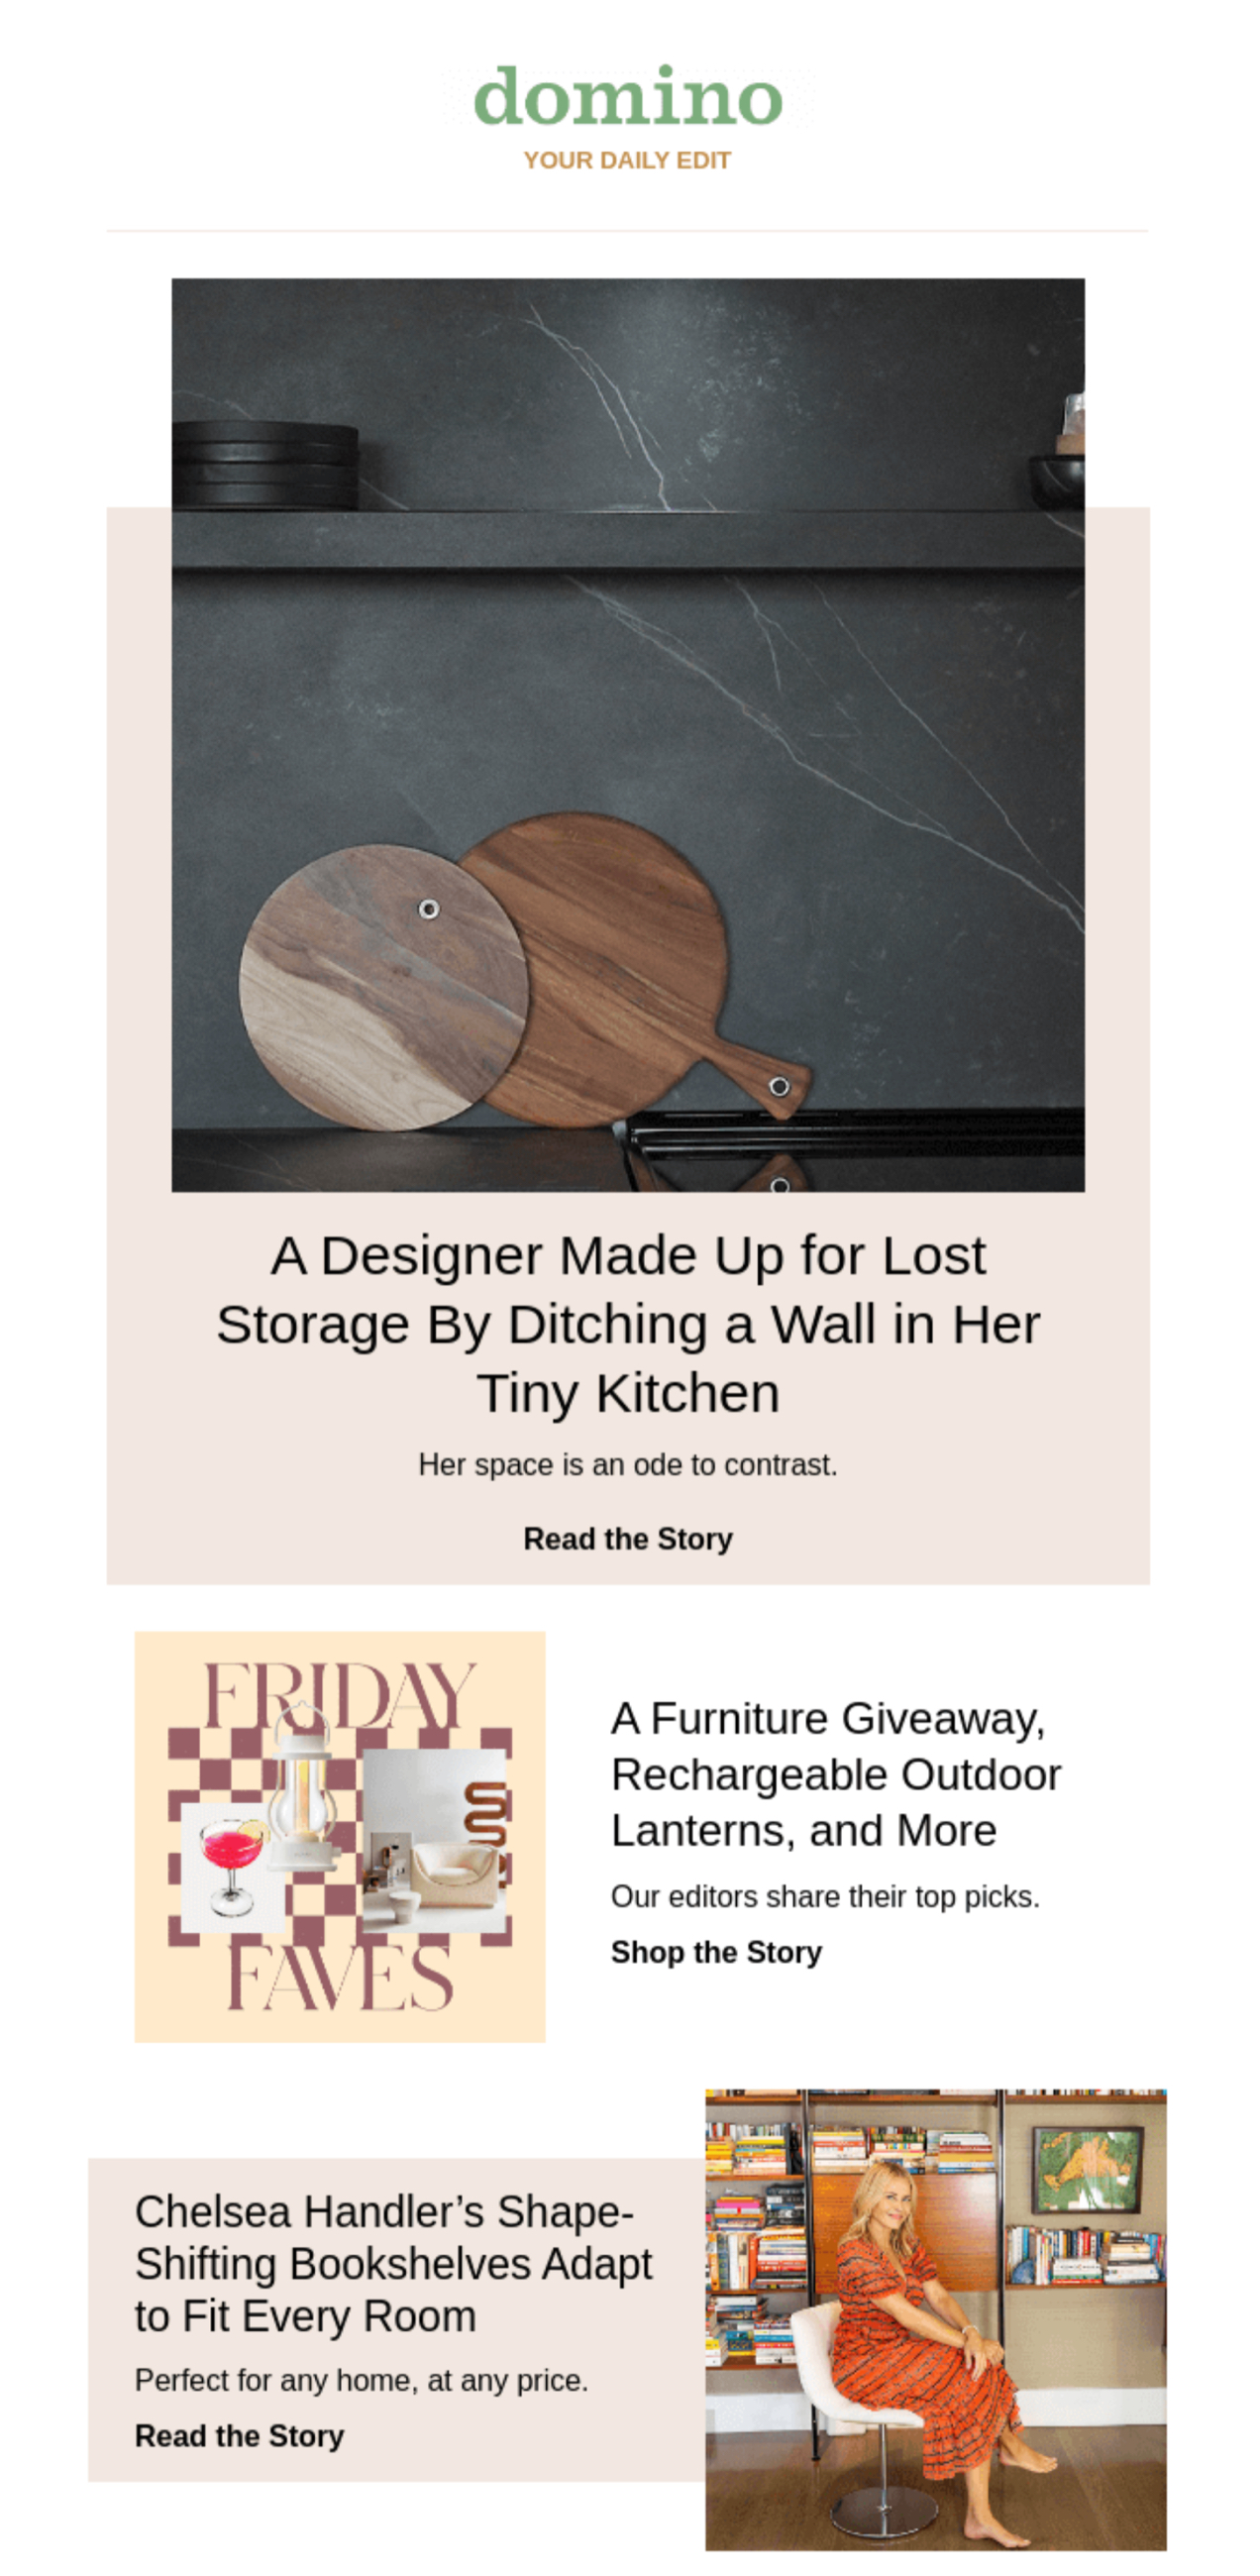 domino
YOUR DAILY EDIT
A Designer Made Up for Lost
Storage By Ditching a Wall in Her
Tiny Kitchen
Her space is an ode to contrast.
Read the Story
FRIDAY
FAVES
A Furniture Giveaway,
Rechargeable Outdoor
Lanterns, and More
Our editors share their top picks.
Shop the Story
Chelsea Handler’s Shape-
Shifting Bookshelves Adapt
to Fit Every Room
Perfect for any home, at any price.
Read the Story